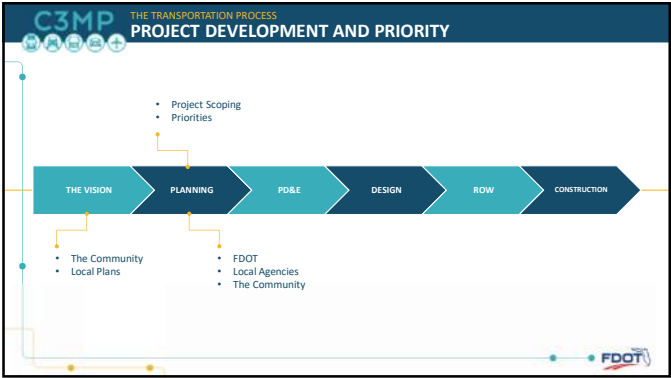 C3MP
THE TRANSPORTATION PROCESS
PROJECT DEVELOPMENT AND PRIORITY
• Project Scoping
• Priorities
THE VISION
PLANNING
PD&E
DESIGN
ROW
CONSTRUCTION
• The Community
• Local Plans
• FDOT
• Local Agencies
• The Community
FDOT